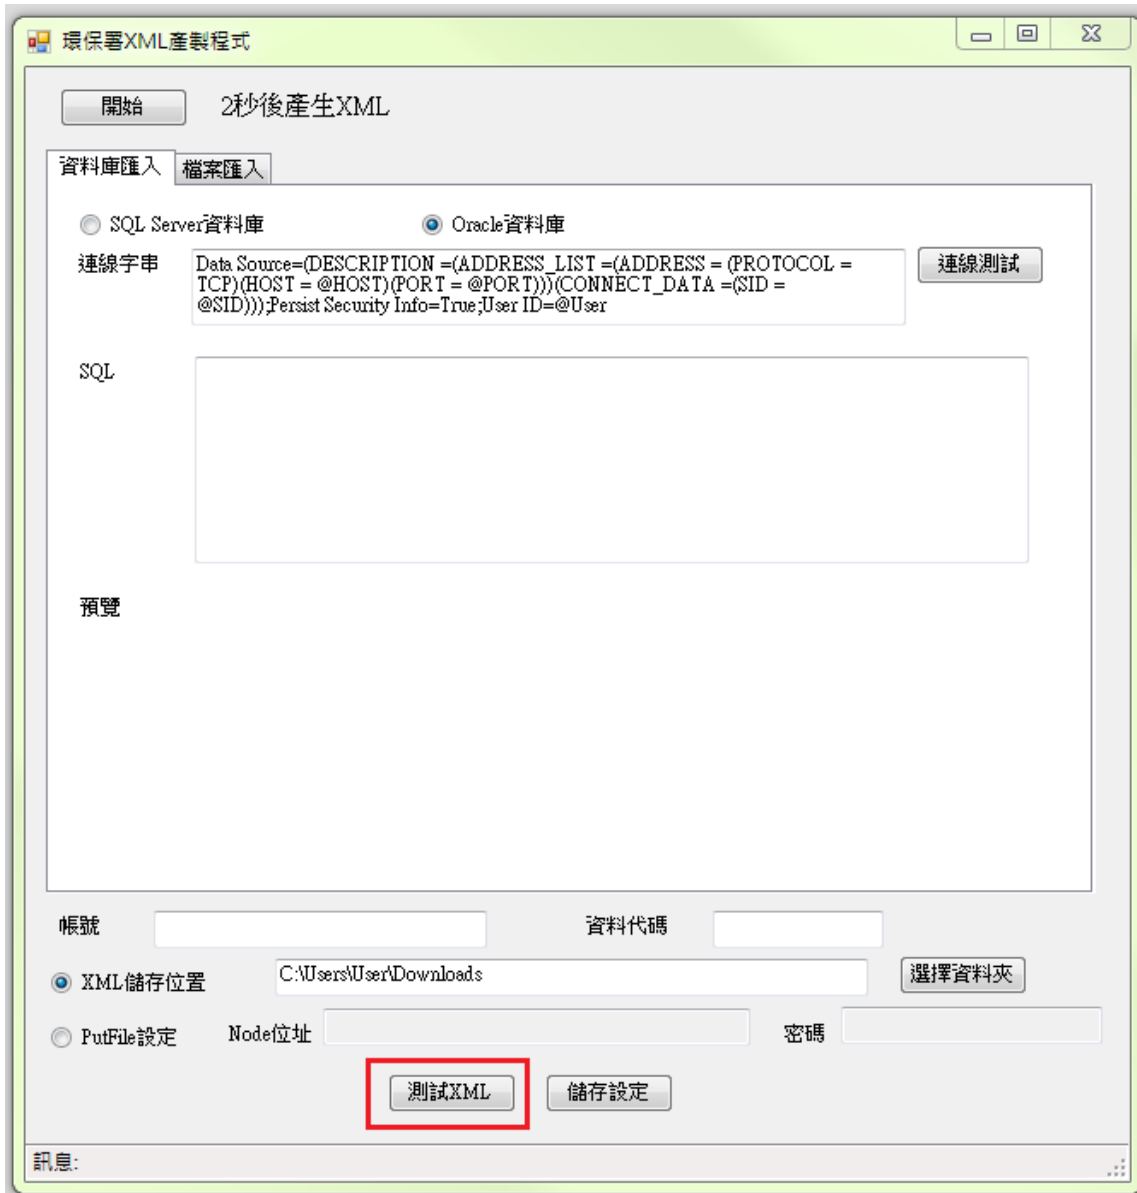 環保署XML產製程式
開始
2秒後產生XML
資料庫匯入
檔案匯入
SQL Server資料庫
Oracle資料庫
連線字串
Data Source=(DESCRIPTION =(ADDRESS_LIST =(ADDRESS = (PROTOCOL =
TCP)(HOST = @HOST)(PORT = @PORT)))(CONNECT_DATA =(SID =
@SID)));Persist Security Info=True;User ID=@User
連線測試
SQL
預覽
帳號
資料代碼
XML儲存位置
C:\Users\User\Downloads
選擇資料夾
PutFile設定
Node位址
密碼
測試XML
儲存設定
訊息: